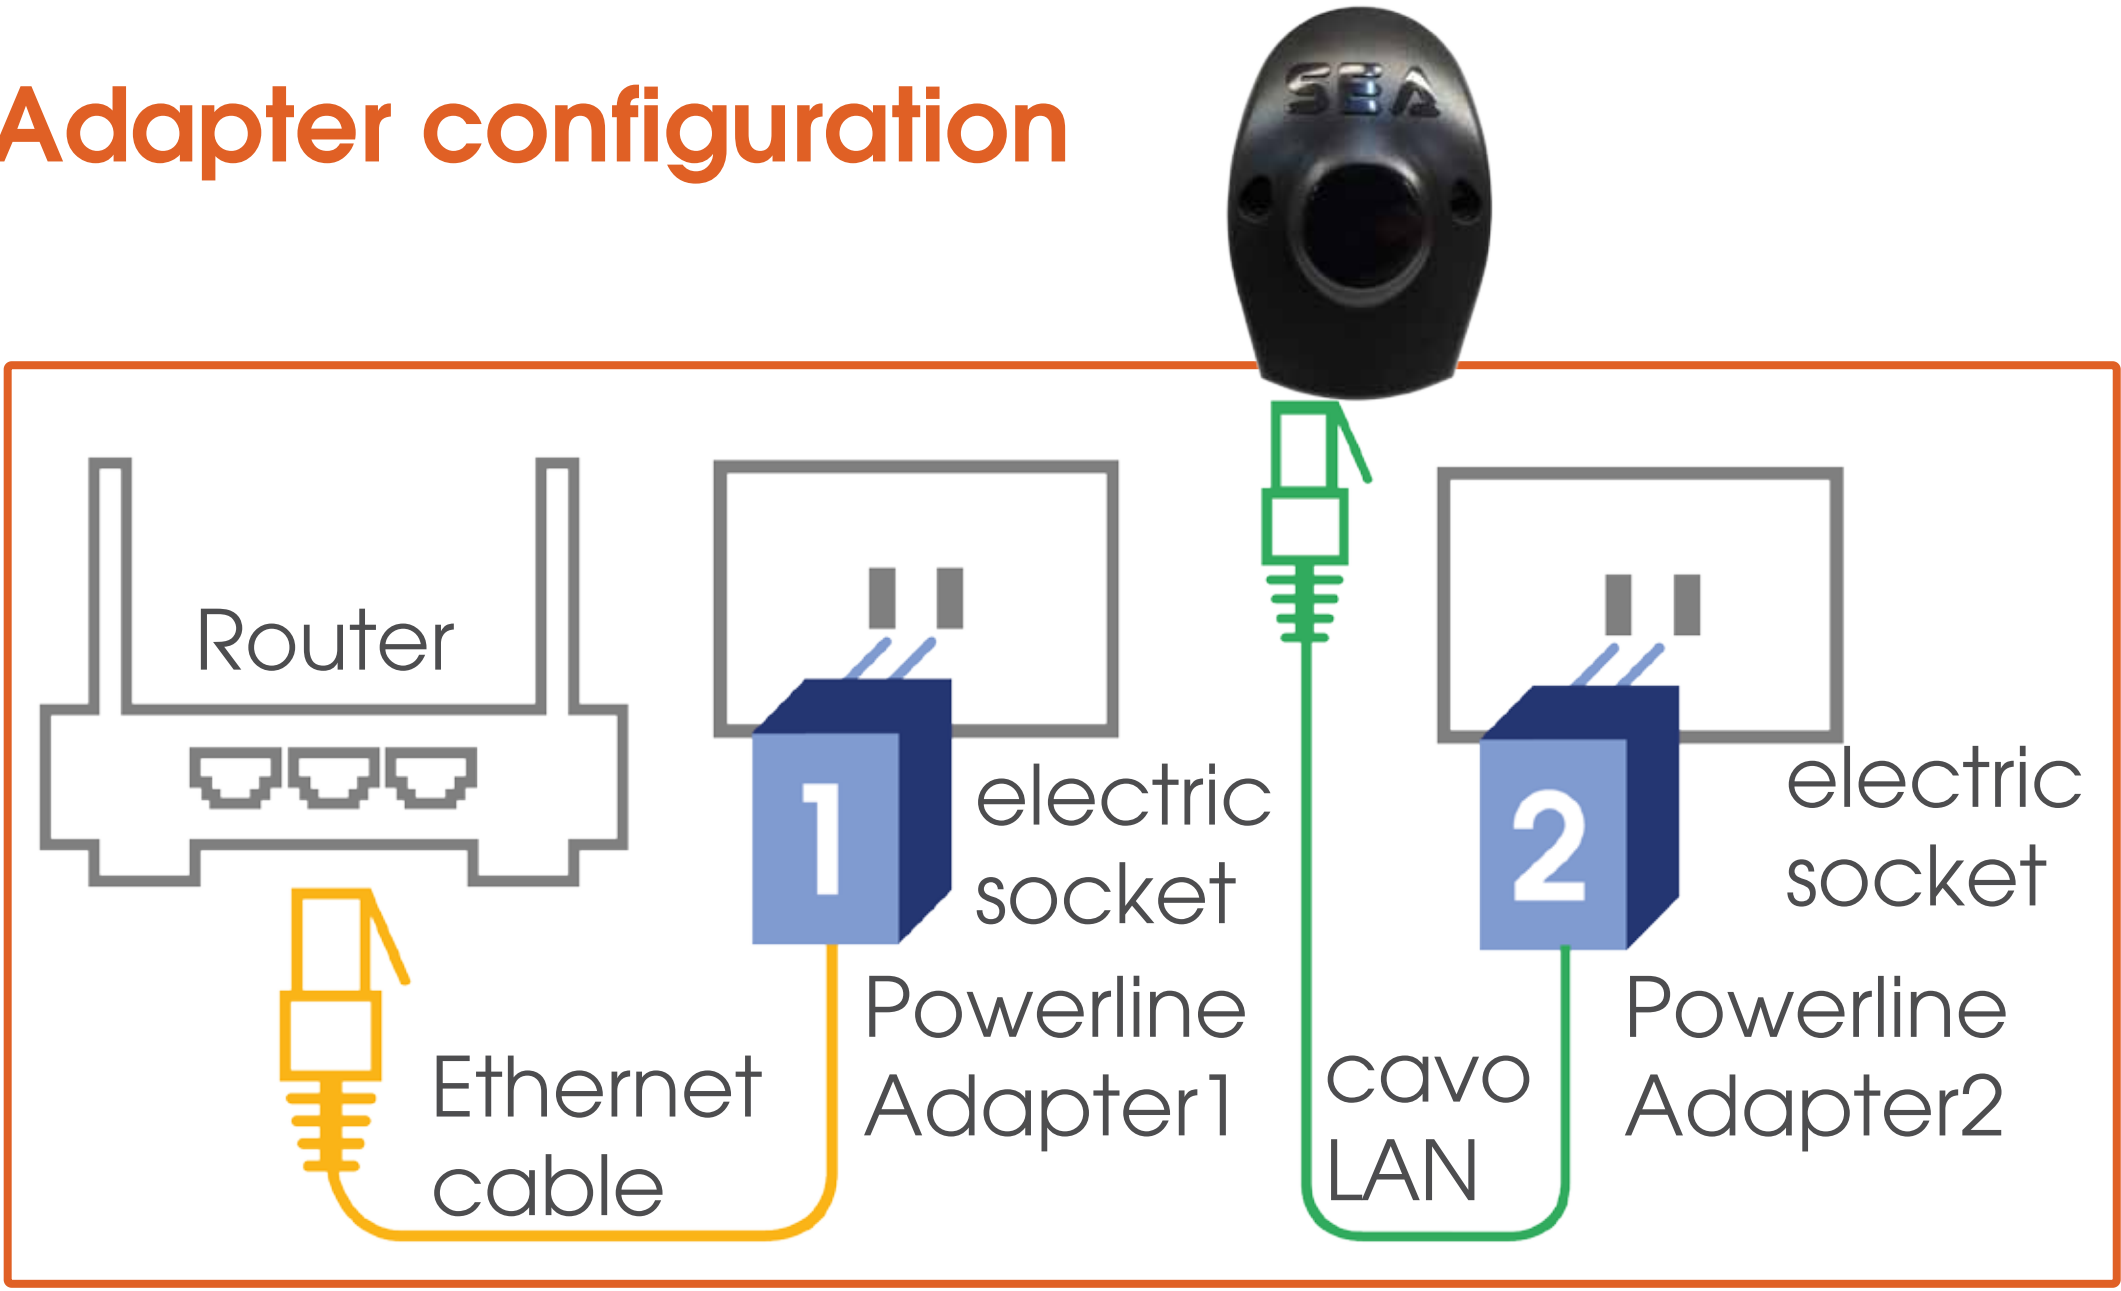 Adapter configuration
SEA
Router
electric
socket
electric
socket
1
2
Ethernet
cable
Powerline
Adapter1
cavo
LAN
Powerline
Adapter2